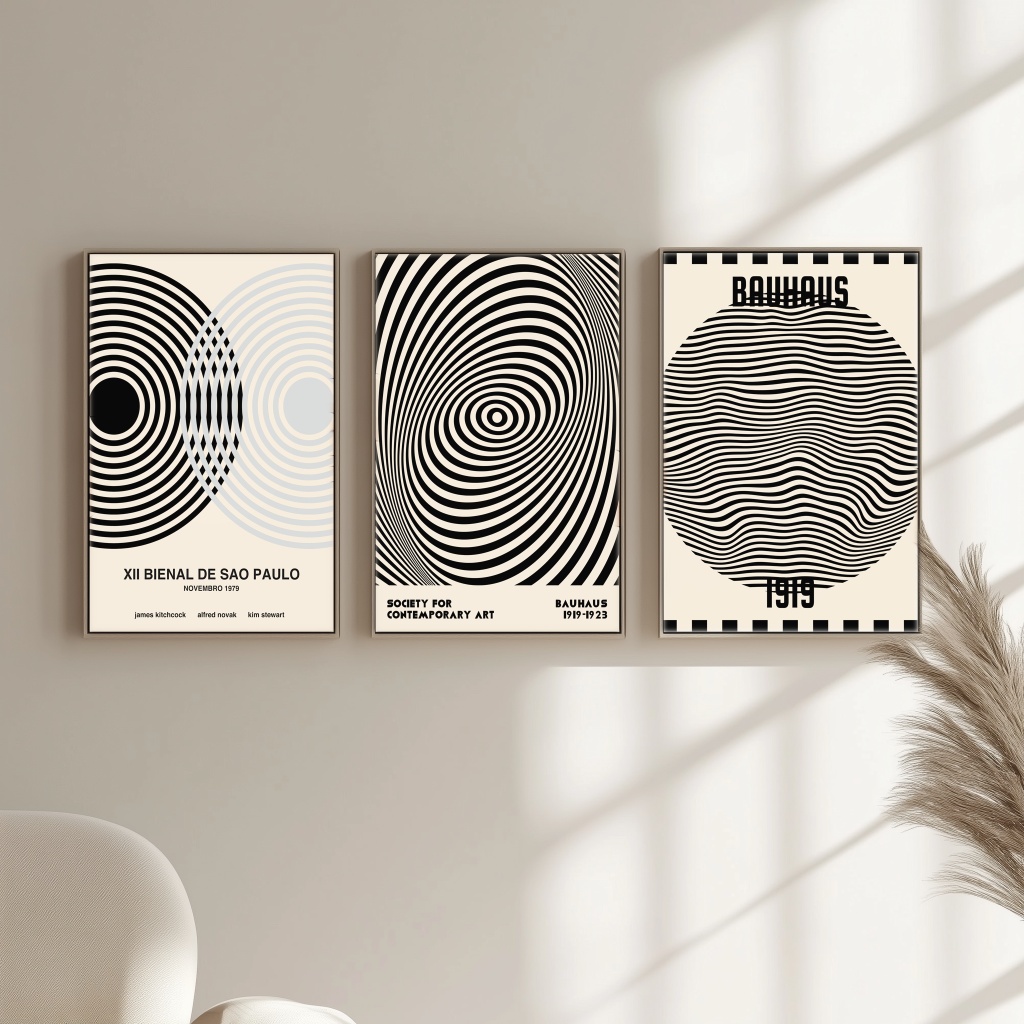 XII BIENAL DE SAO PAULO
NOVEMBRO 1979
james kitchcock alfred novak kim stewart
SOCIETY FOR
CONTEMPORARY ART
BAUHAUS
1919-1923
BAUHAUS
1919